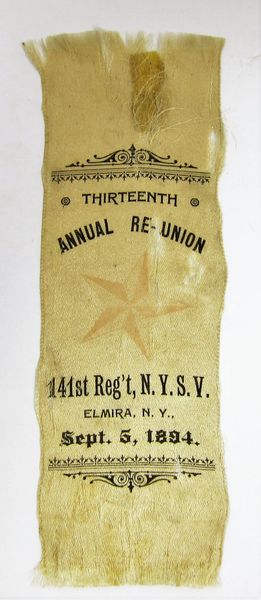 THIRTEENTH
ANNUAL RE-UNION
141st Reg't, N.Y.S.V.
ELMIRA, N. Y.,
Sept. 5, 1894.